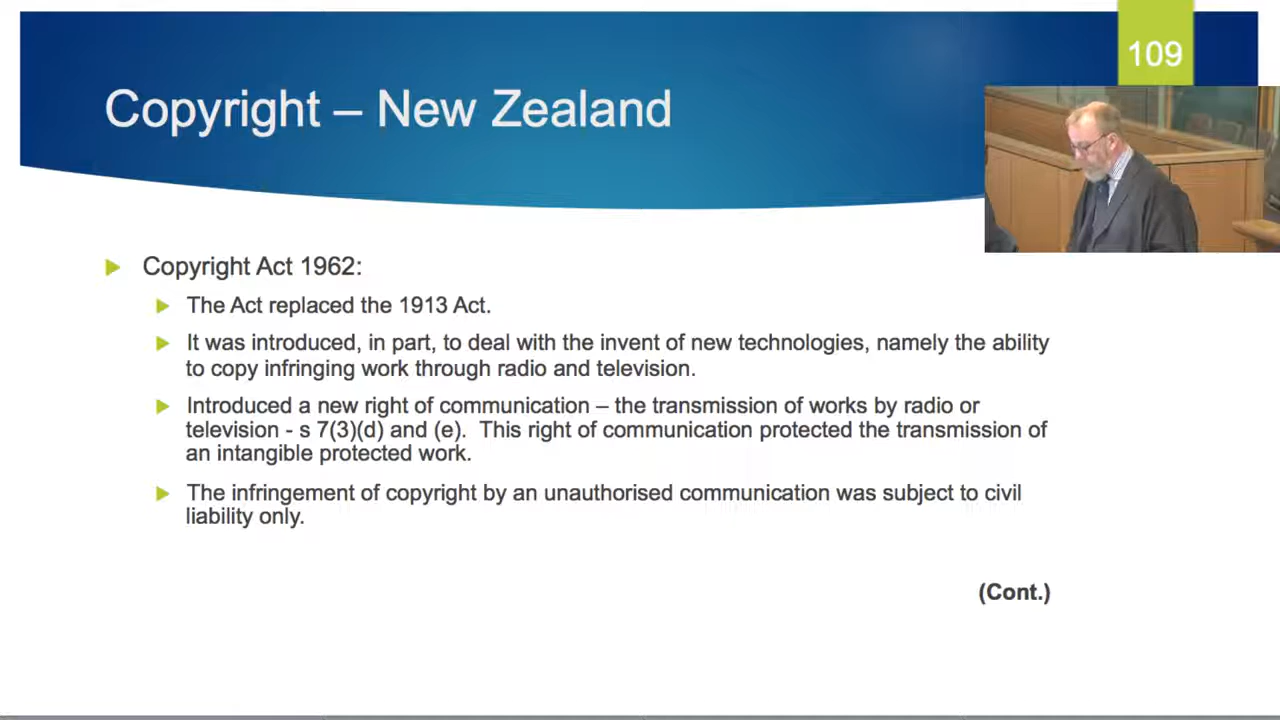 109
Copyright – New Zealand
Copyright Act 1962:
The Act replaced the 1913 Act.
It was introduced, in part, to deal with the invent of new technologies, namely the ability
to copy infringing work through radio and television.
Introduced a new right of communication – the transmission of works by radio or
television - s 7(3)(d) and (e).  This right of communication protected the transmission of
an intangible protected work.
The infringement of copyright by an unauthorised communication was subject to civil
liability only.
(Cont.)